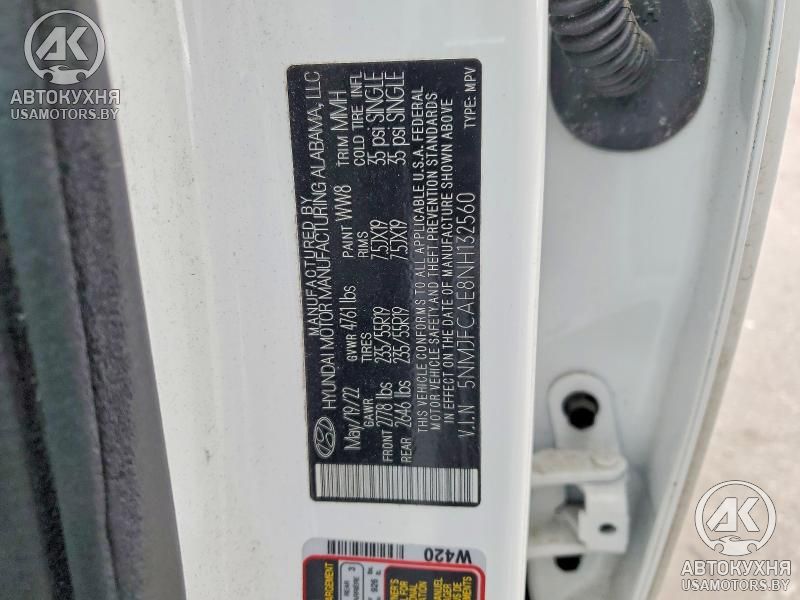 АК
АВТОКУХНЯ
USAMOTORS.BY
MANUFACTURED BY
HYUNDAI MOTOR MANUFACTURING ALABAMA, LLC
May/19/22 GVWR 4761 lbs PAINT WW8 TRIM MMH
GAWR TIRES RIMS COLD TIRE INFL
FRONT 2778 lbs 235/55R19 7.5JX19 35 psi SINGLE
REAR 2646 lbs 235/55R19 7.5JX19 35 psi SINGLE
THIS VEHICLE CONFORMS TO ALL APPLICABLE U.S.A. FEDERAL
MOTOR VEHICLE SAFETY AND THEFT PREVENTION STANDARDS
IN EFFECT ON THE DATE OF MANUFACTURE SHOWN ABOVE
V.I.N 5NMJFCAE8NH132560 TYPE: MPV
W420
REAR 3
АК
АВТОКУХНЯ
USAMOTORS.BY